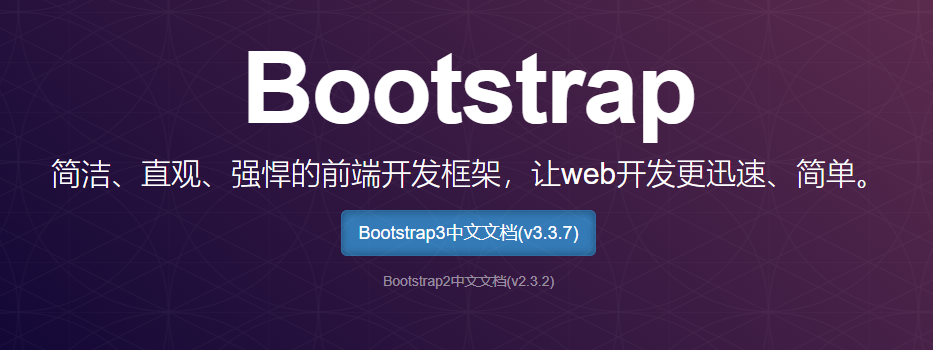 Bootstrap
简洁、直观、强悍的前端开发框架，让web开发更迅速、简单。
Bootstrap3中文文档(v3.3.7)
Bootstrap2中文文档(v2.3.2)